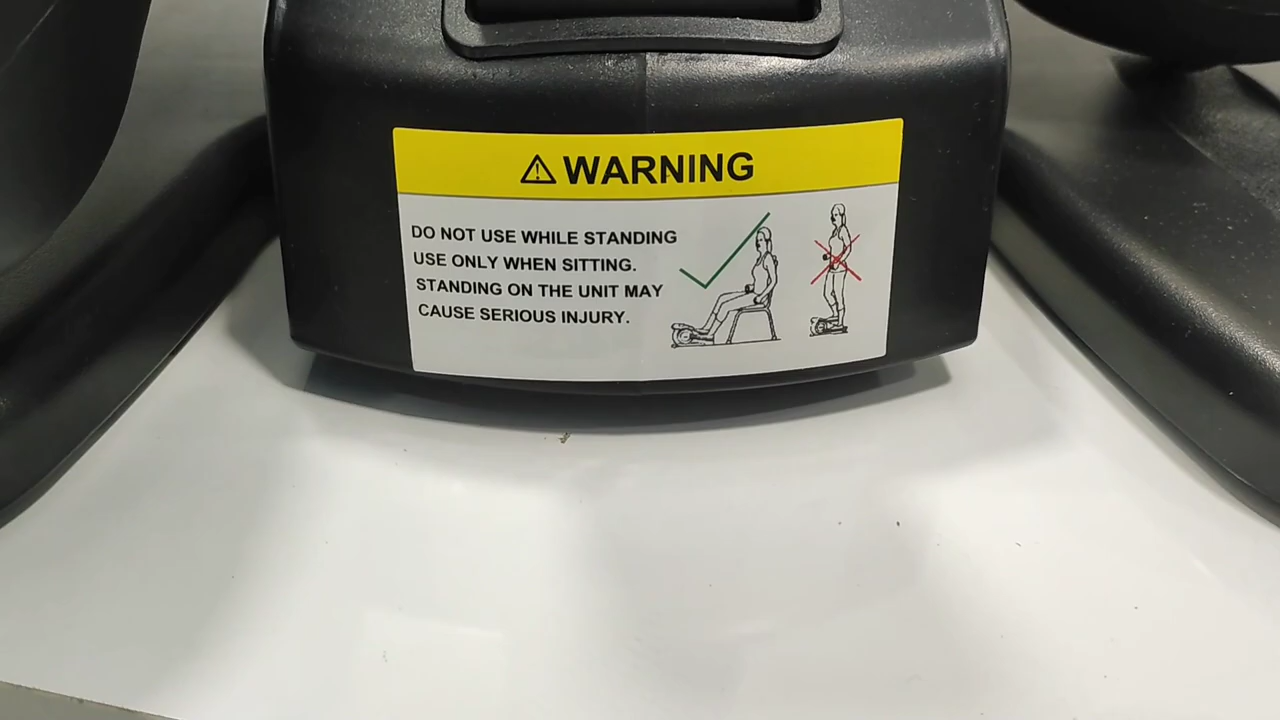 WARNING
DO NOT USE WHILE STANDING
USE ONLY WHEN SITTING.
STANDING ON THE UNIT MAY
CAUSE SERIOUS INJURY.